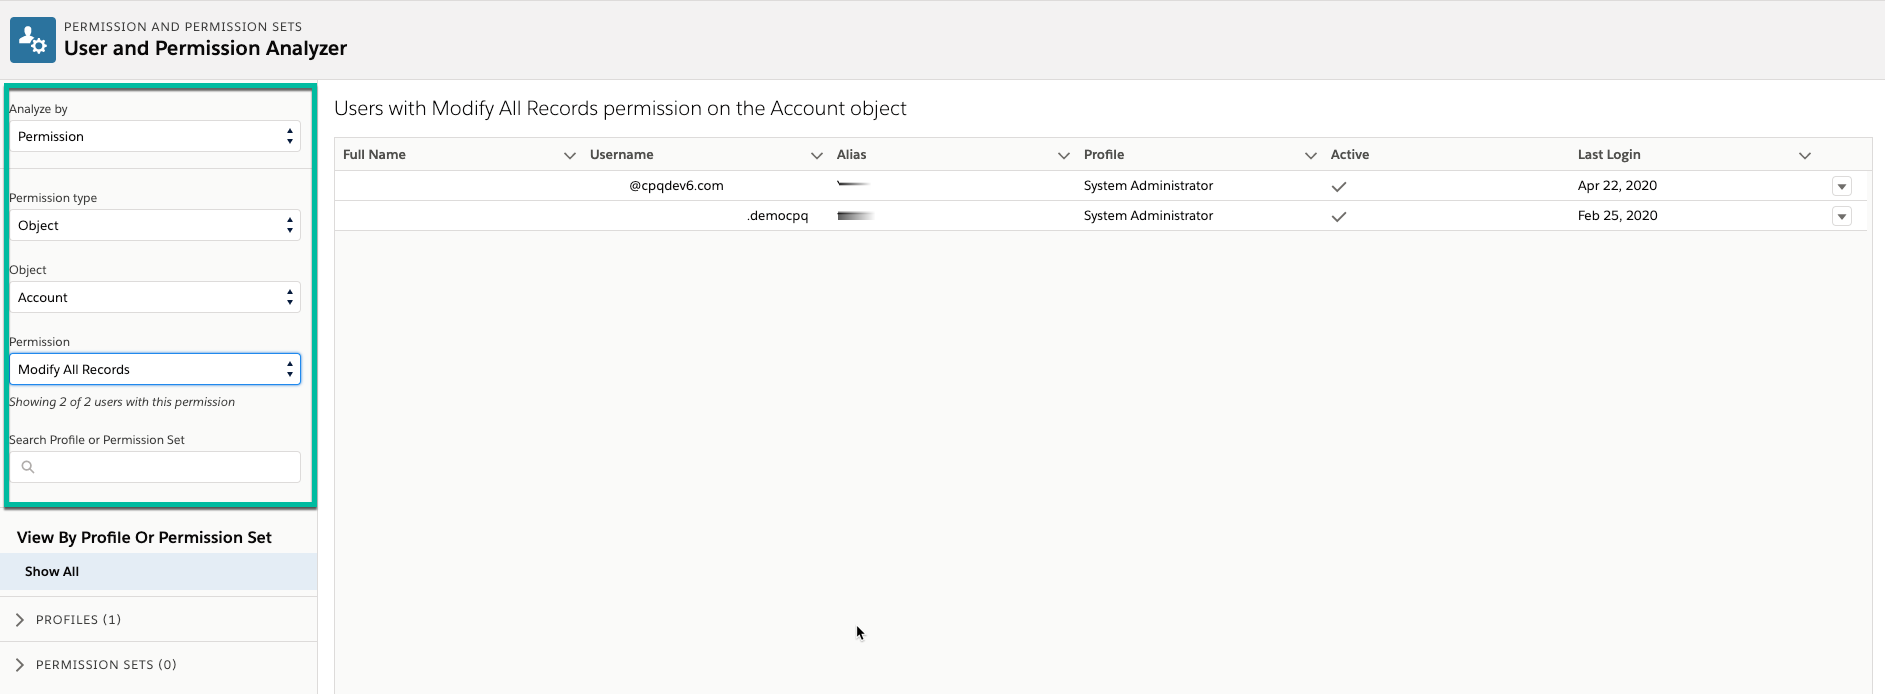 PERMISSION AND PERMISSION SETS
User and Permission Analyzer
Analyze by
Permission
Permission type
Object
Object
Account
Permission
Modify All Records
Showing 2 of 2 users with this permission
Search Profile or Permission Set
View By Profile Or Permission Set
Show All
PROFILES (1)
PERMISSION SETS (0)
Users with Modify All Records permission on the Account object
Full Name Username Alias Profile Active Last Login
@cpqdev6.com System Administrator Apr 22, 2020
.democpq System Administrator Feb 25, 2020